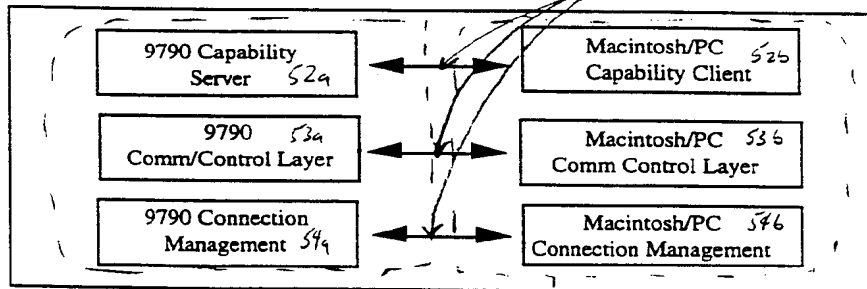 9790 Capability
Server 52a
Macintosh/PC 52b
Capability Client
9790 53a
Comm/Control Layer
Macintosh/PC 53b
Comm Control Layer
9790 Connection
Management 54a
Macintosh/PC 54b
Connection Management